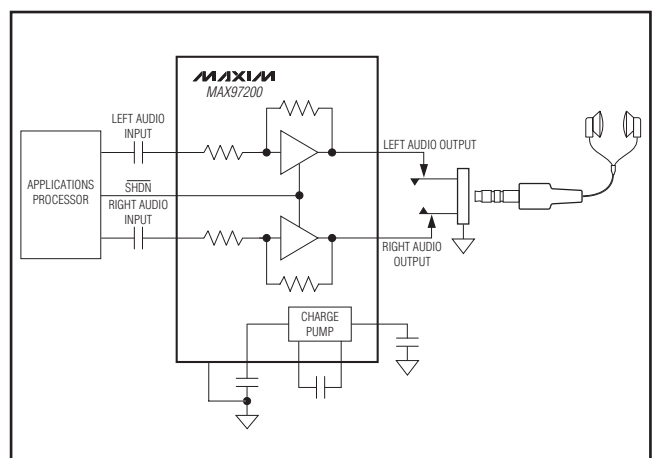 MAXIM
MAX97200
LEFT AUDIO
INPUT
LEFT AUDIO OUTPUT
APPLICATIONS
PROCESSOR
SHDN
RIGHT AUDIO
INPUT
RIGHT AUDIO
OUTPUT
CHARGE
PUMP